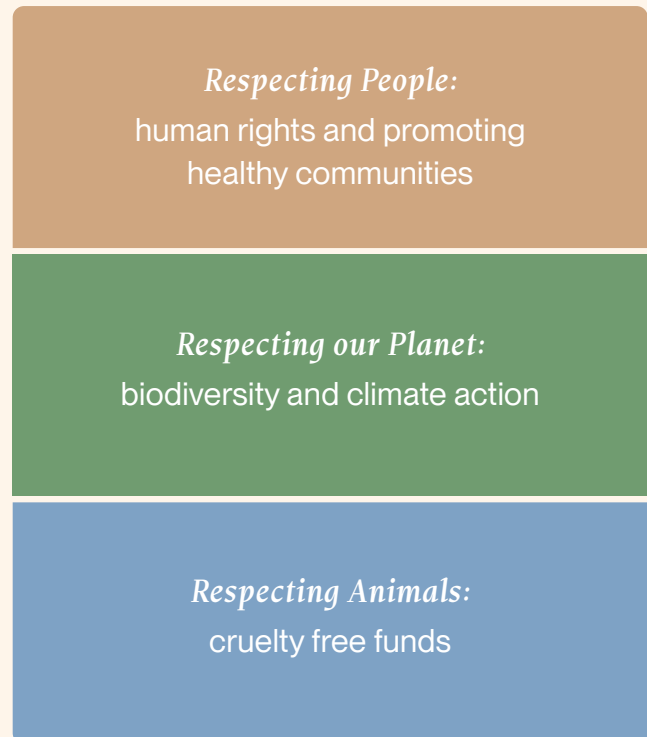 Respecting People:
human rights and promoting
healthy communities
Respecting our Planet:
biodiversity and climate action
Respecting Animals:
cruelty free funds